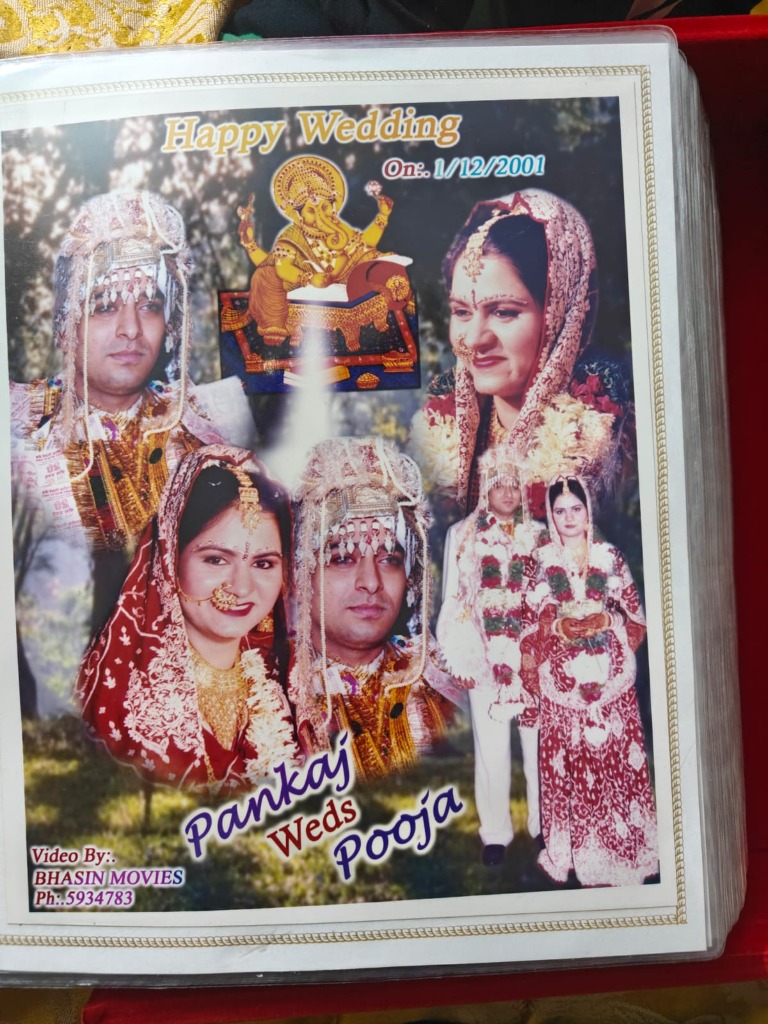 Happy Wedding
On:. 1/12/2001
Pankaj
Weds
Pooja
Video By:.
BHASIN MOVIES
Ph:.5934783